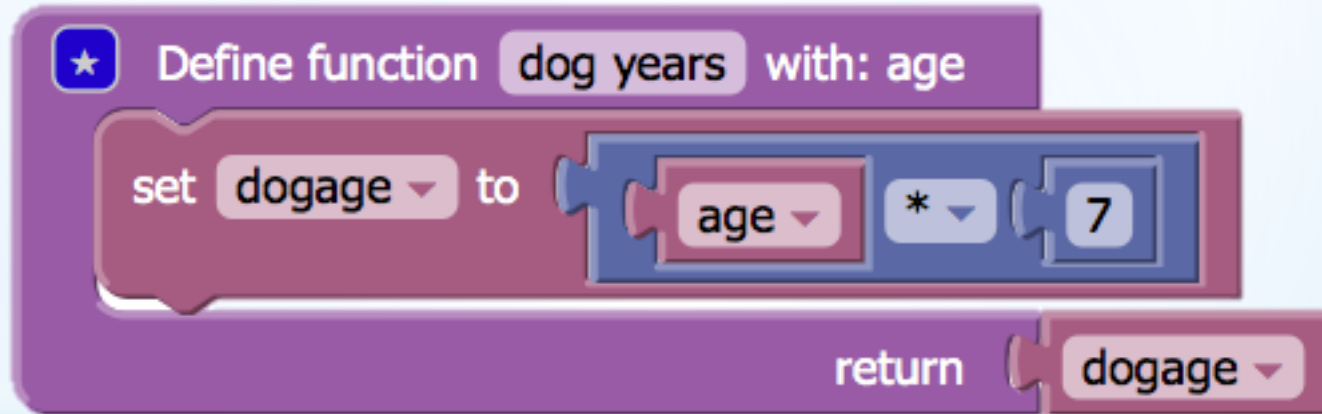 Define function dog years with: age
set dogage to age * 7
return dogage